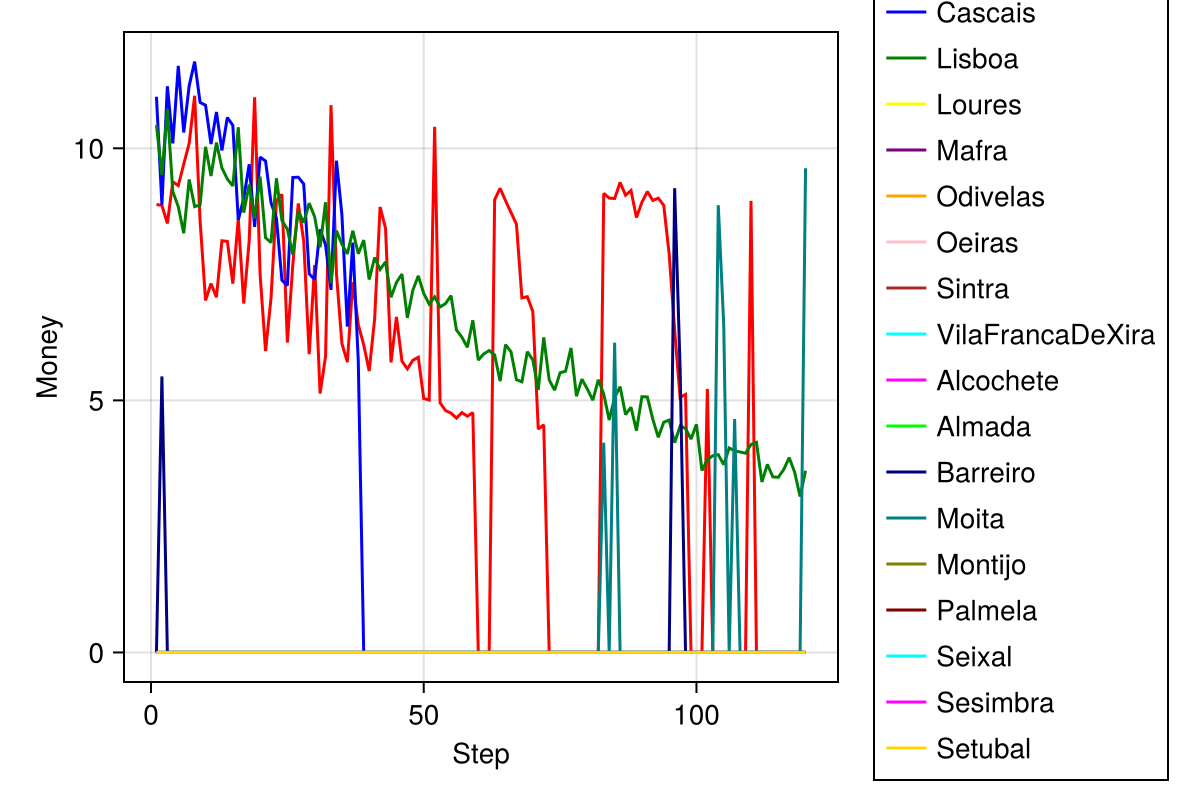 Money
10
5
0
0
50
100
Step
Cascais
Lisboa
Loures
Mafra
Odivelas
Oeiras
Sintra
VilaFrancaDeXira
Alcochete
Almada
Barreiro
Moita
Montijo
Palmela
Seixal
Sesimbra
Setubal